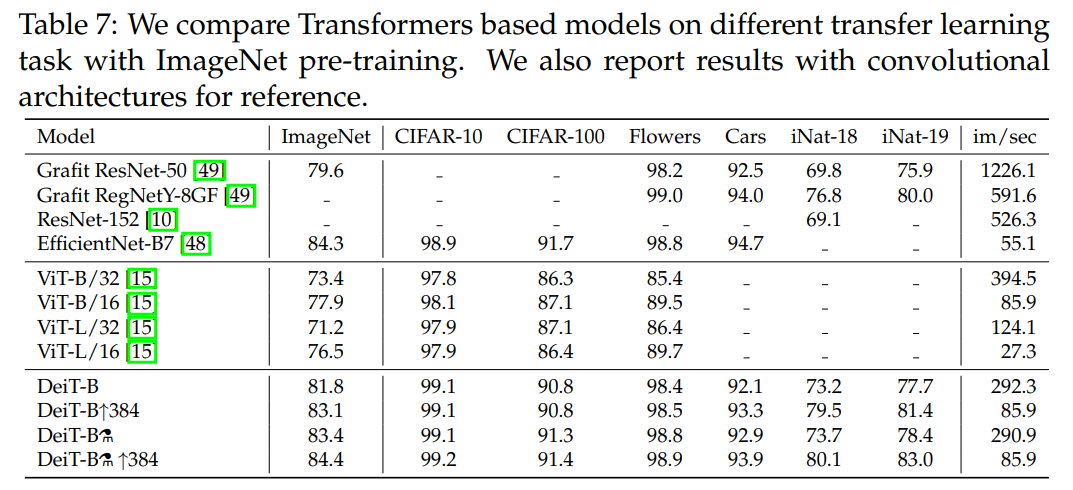 Table 7: We compare Transformers based models on different transfer learning
task with ImageNet pre-training. We also report results with convolutional
architectures for reference.
Model ImageNet CIFAR-10 CIFAR-100 Flowers Cars iNat-18 iNat-19 im/sec
Grafit ResNet-50 [49] 79.6 _ _ 98.2 92.5 69.8 75.9 1226.1
Grafit RegNetY-8GF [49] _ _ _ 99.0 94.0 76.8 80.0 591.6
ResNet-152 [10] _ _ _ _ _ 69.1 _ 526.3
EfficientNet-B7 [48] 84.3 98.9 91.7 98.8 94.7 _ _ 55.1
ViT-B/32 [15] 73.4 97.8 86.3 85.4 _ _ _ 394.5
ViT-B/16 [15] 77.9 98.1 87.1 89.5 _ _ _ 85.9
ViT-L/32 [15] 71.2 97.9 87.1 86.4 _ _ _ 124.1
ViT-L/16 [15] 76.5 97.9 86.4 89.7 _ _ _ 27.3
DeiT-B 81.8 99.1 90.8 98.4 92.1 73.2 77.7 292.3
DeiT-B↑384 83.1 99.1 90.8 98.5 93.3 79.5 81.4 85.9
DeiT-B⚗ 83.4 99.1 91.3 98.8 92.9 73.7 78.4 290.9
DeiT-B⚗ ↑384 84.4 99.2 91.4 98.9 93.9 80.1 83.0 85.9